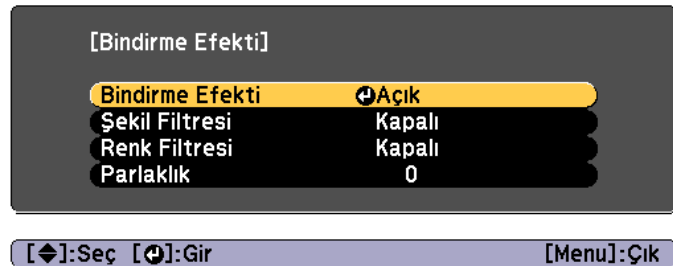 [Bindirme Efekti]
Bindirme Efekti Açık
Şekil Filtresi Kapalı
Renk Filtresi Kapalı
Parlaklık 0
[◆]:Seç [↵]:Gir [Menu]:Çık